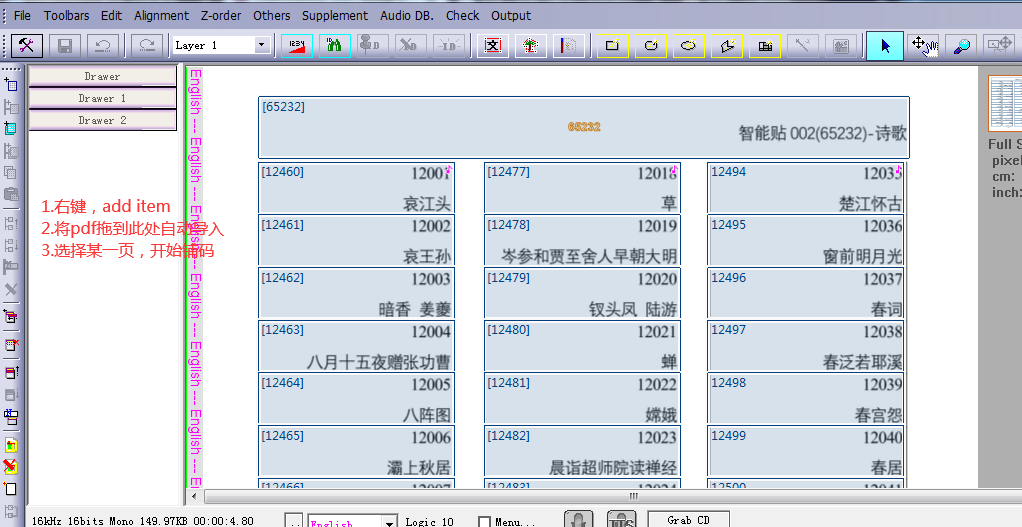 File Toolbars Edit Alignment Z-order Others Supplement Audio DB. Check Output
Layer 1
Drawer
Drawer 1
Drawer 2
1.右键，add item
2.将pdf拖到此处自动导入
3.选择某一页，开始铺码
English --- English --- English --- English --- English --- English
[65232]
65232
智能贴 002(65232)-诗歌
[12460] 12001
哀江头
[12477] 12018
草
12494 12035
楚江怀古
[12461] 12002
哀王孙
[12478] 12019
岑参和贾至舍人早朝大明
12495 12036
窗前明月光
[12462] 12003
暗香 姜夔
[12479] 12020
钗头凤 陆游
12496 12037
春词
[12463] 12004
八月十五夜赠张功曹
[12480] 12021
蝉
12497 12038
春泛若耶溪
[12464] 12005
八阵图
[12481] 12022
嫦娥
12498 12039
春宫怨
[12465] 12006
灞上秋居
[12482] 12023
晨诣超师院读禅经
12499 12040
春居
Full S
pixel
cm:
inch:
16kHz 16bits Mono 149.97KB 00:00:4.80
...
English
Logic 10
Menu...
Grab CD